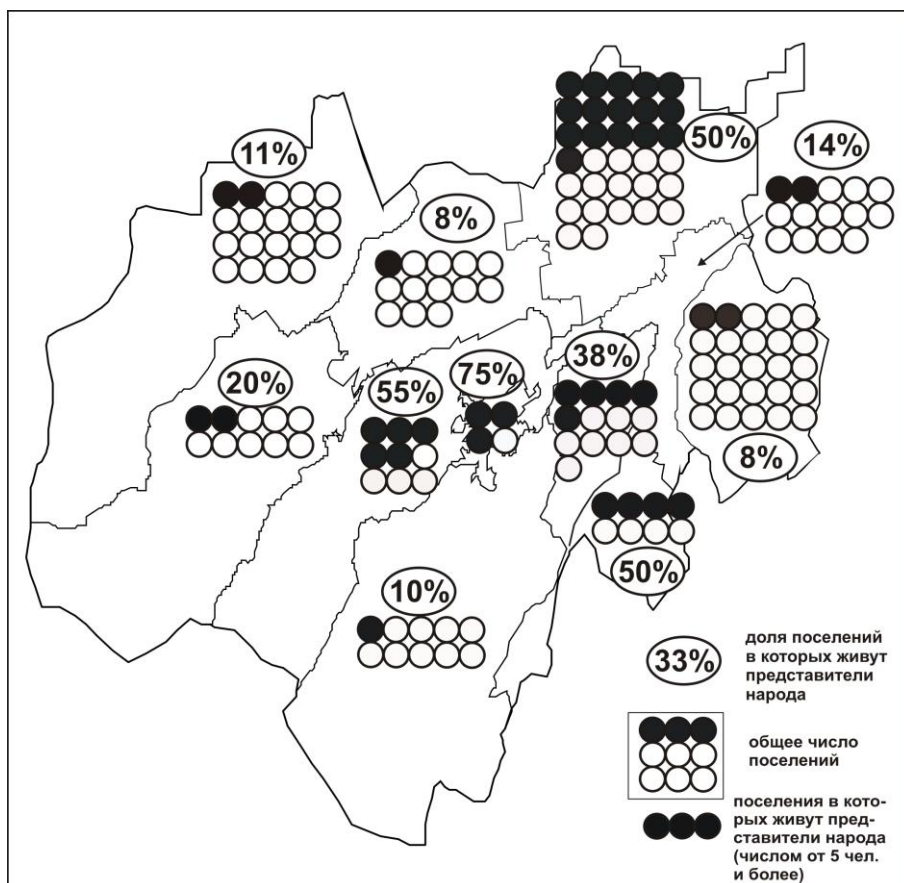 11%
8%
50%
14%
20%
55%
75%
38%
8%
50%
10%
33%
доля поселений
в которых живут
представители
народа
общее число
поселений
поселения в кото-
рых живут пред-
ставители народа
(числом от 5 чел.
и более)